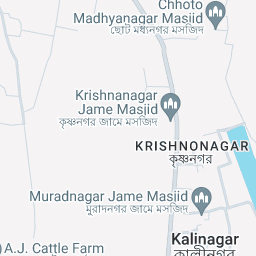 Chhoto
Madhyanagar Masjid
ছোট মধ্যনগর মসজিদ
Krishnanagar
Jame Masjid
কৃষ্ণনগর জামে মসজিদ
KRISHNONAGAR
কৃষ্ণনগর
Muradnagar Jame Masjid
মুরাদনগর জামে মসজিদ
Kalinagar
কালীনগর
A.J. Cattle Farm